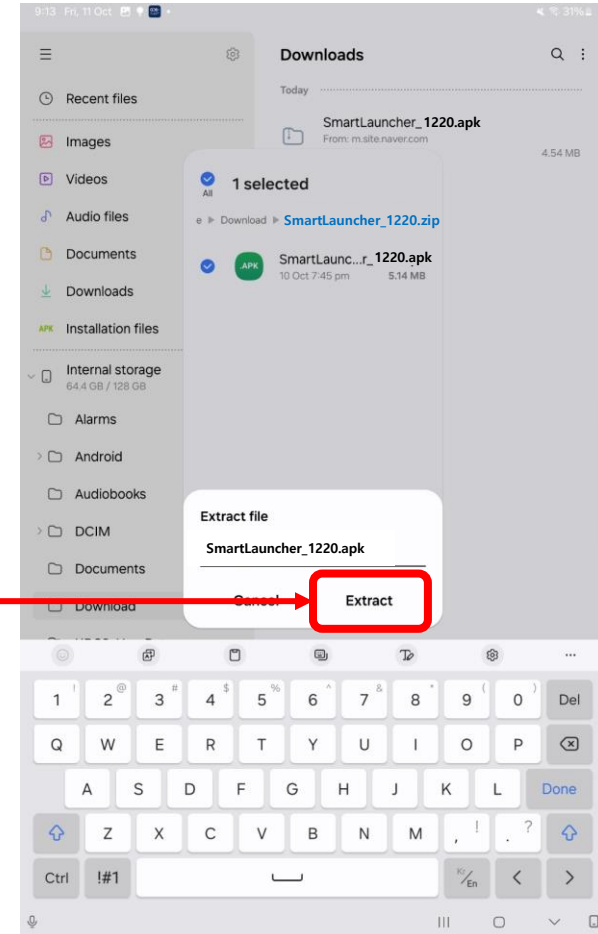 9:13 Fri, 11 Oct
31%
Downloads
Recent files
Images
Videos
Audio files
Documents
Downloads
APK Installation files
Internal storage
64.4 GB / 128 GB
Alarms
Android
Audiobooks
DCIM
Documents
Download
Today
SmartLauncher_1220.apk
From: m.site.naver.com
4.54 MB
All
1 selected
e ▶ Download ▶ SmartLauncher_1220.zip
.APK
SmartLaunc...r_1220.apk
10 Oct 7:45 pm 5.14 MB
Extract file
SmartLauncher_1220.apk
Cancel Extract
1 ! 2 @ 3 # 4 $ 5 % 6 ^ 7 & 8 * 9 ( 0 ) Del
Q W E R T Y U I O P
A S D F G H J K L Done
Z X C V B N M , ! . ?
Ctrl !#1 Kr/En < >